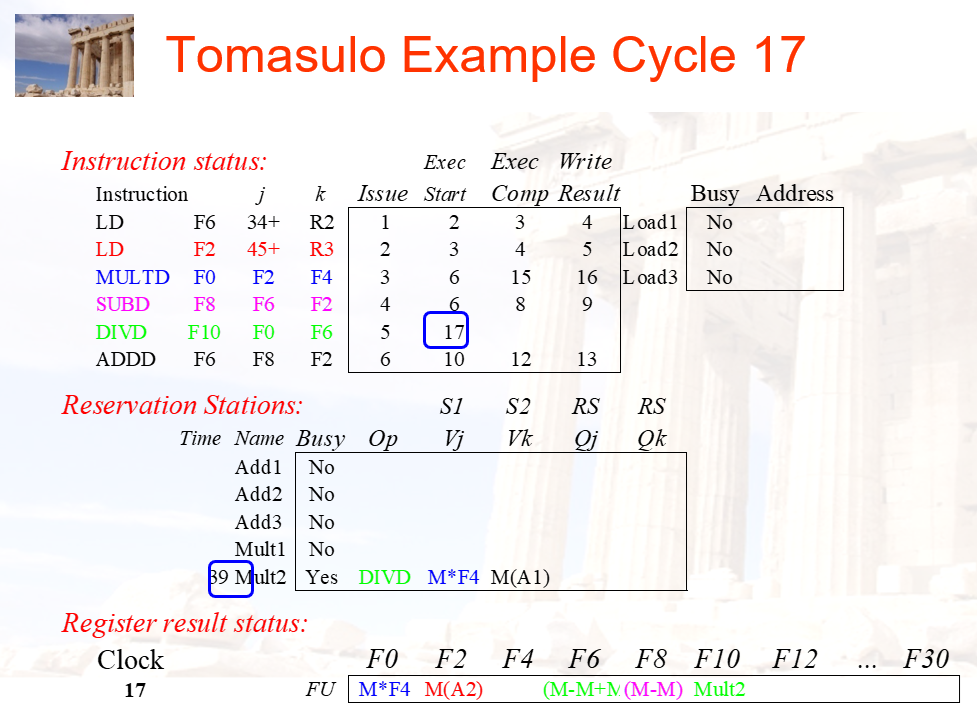 Tomasulo Example Cycle 17
Instruction status: Exec Exec Write
Instruction j k Issue Start Comp Result Busy Address
LD F6 34+ R2 1 2 3 4 Load1 No
LD F2 45+ R3 2 3 4 5 Load2 No
MULTD F0 F2 F4 3 6 15 16 Load3 No
SUBD F8 F6 F2 4 6 8 9
DIVD F10 F0 F6 5 17
ADDD F6 F8 F2 6 10 12 13
Reservation Stations: S1 S2 RS RS
Time Name Busy Op Vj Vk Qj Qk
Add1 No
Add2 No
Add3 No
Mult1 No
39 Mult2 Yes DIVD M*F4 M(A1)
Register result status:
Clock F0 F2 F4 F6 F8 F10 F12 ... F30
17 FU M*F4 M(A2) (M-M+M (M-M) Mult2